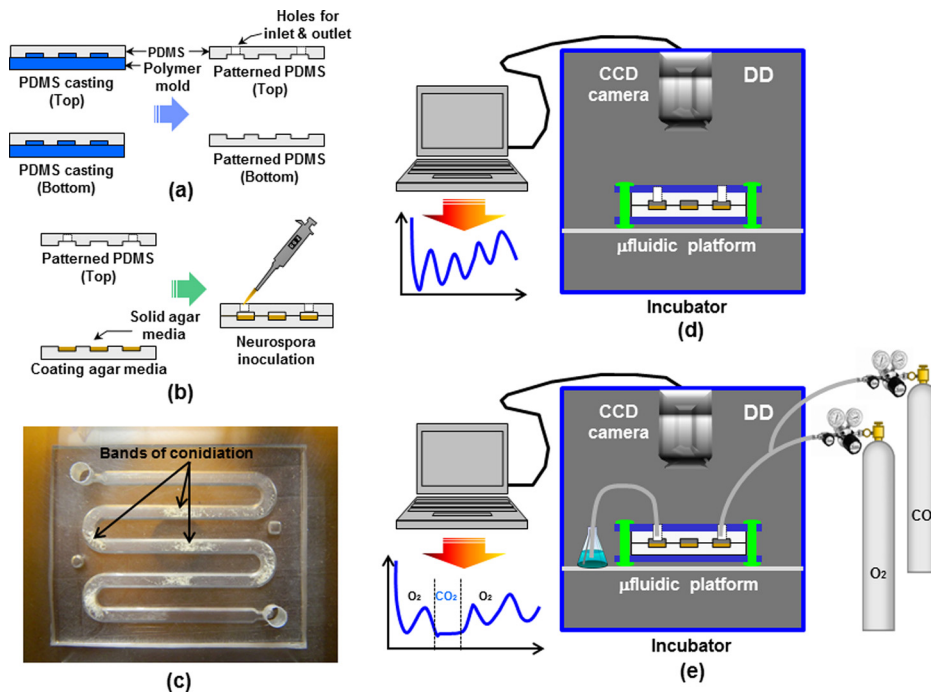 Holes for
inlet & outlet
PDMS
Polymer
mold
PDMS casting
(Top)
Patterned PDMS
(Top)
PDMS casting
(Bottom)
Patterned PDMS
(Bottom)
(a)
Patterned PDMS
(Top)
Solid agar
media
Coating agar media
Neurospora
inoculation
(b)
Bands of conidiation
(c)
CCD
camera
DD
µfluidic platform
Incubator
(d)
CCD
camera
DD
O₂
CO₂
O₂
µfluidic platform
Incubator
O₂
CO
(e)